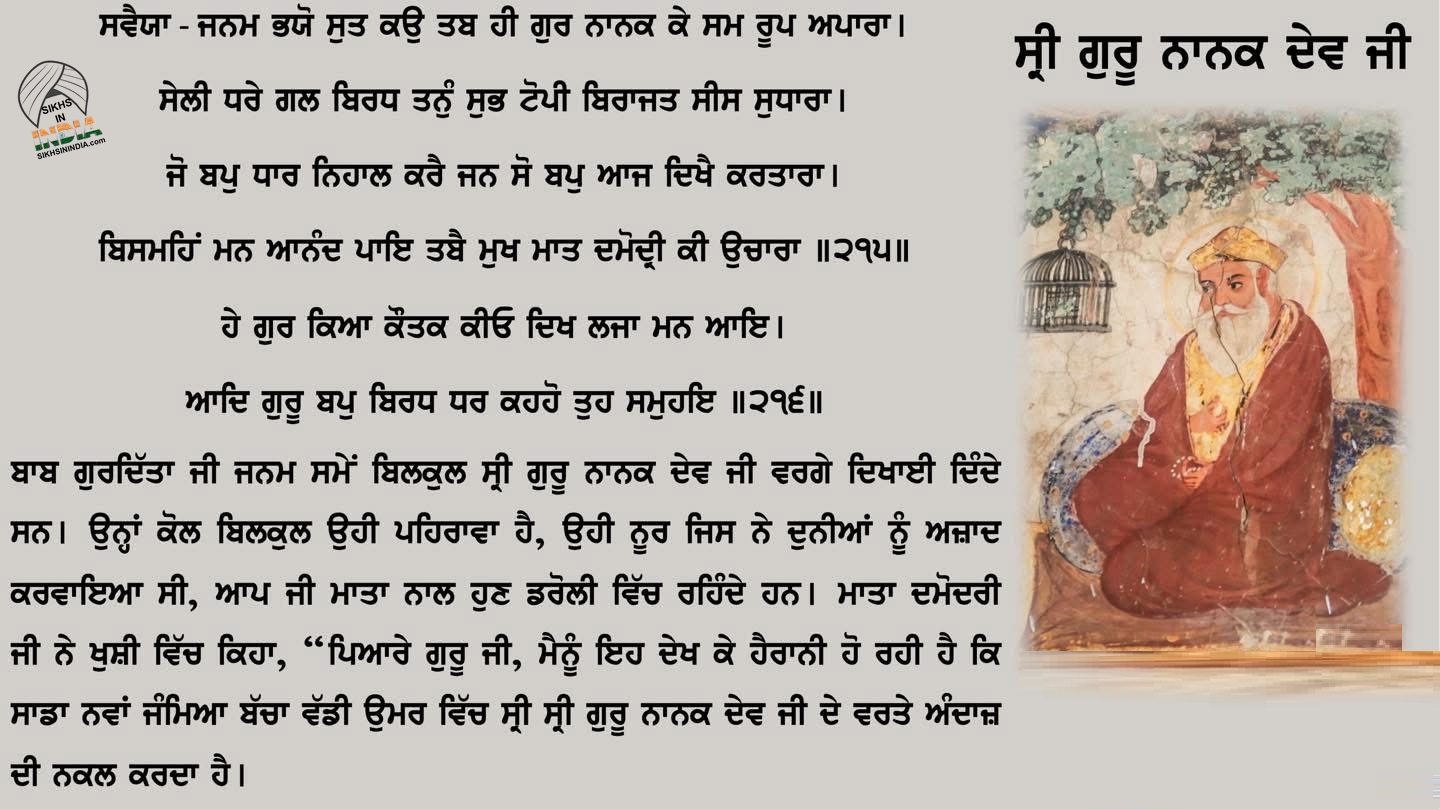 ਸਵੈਯਾ - ਜਨਮ ਭਯੋ ਸੁਤ ਕਉ ਤਬ ਹੀ ਗੁਰ ਨਾਨਕ ਕੇ ਸਮ ਰੂਪ ਅਪਾਰਾ।
ਸੇਲੀ ਧਰੇ ਗਲ ਬਿਰਧ ਤਨੁੰ ਸੁਭ ਟੋਪੀ ਬਿਰਾਜਤ ਸੀਸ ਸੁਧਾਰਾ।
ਜੋ ਬਪੁ ਧਾਰ ਨਿਹਾਲ ਕਰੈ ਜਨ ਸੋ ਬਪੁ ਆਜ ਦਿਖੈ ਕਰਤਾਰਾ।
ਬਿਸਮਹਿਂ ਮਨ ਆਨੰਦ ਪਾਇ ਤਬੈ ਮੁਖ ਮਾਤ ਦਮੋਦ੍ਰੀ ਕੀ ਉਚਾਰਾ ॥੨੧੫॥
ਹੇ ਗੁਰ ਕਿਆ ਕੌਤਕ ਕੀਓ ਦਿਖ ਲਜਾ ਮਨ ਆਇ।
ਆਦਿ ਗੁਰੂ ਬਪੁ ਬਿਰਧ ਧਰ ਕਹਹੋ ਤੁਹ ਸਮੁਹਇ ॥੨੧੬॥
ਬਾਬ ਗੁਰਦਿੱਤਾ ਜੀ ਜਨਮ ਸਮੇਂ ਬਿਲਕੁਲ ਸ੍ਰੀ ਗੁਰੂ ਨਾਨਕ ਦੇਵ ਜੀ ਵਰਗੇ ਦਿਖਾਈ ਦਿੰਦੇ
ਸਨ। ਉਨ੍ਹਾਂ ਕੋਲ ਬਿਲਕੁਲ ਉਹੀ ਪਹਿਰਾਵਾ ਹੈ, ਉਹੀ ਨੂਰ ਜਿਸ ਨੇ ਦੁਨੀਆਂ ਨੂੰ ਅਜ਼ਾਦ
ਕਰਵਾਇਆ ਸੀ, ਆਪ ਜੀ ਮਾਤਾ ਨਾਲ ਹੁਣ ਡਰੋਲੀ ਵਿੱਚ ਰਹਿੰਦੇ ਹਨ। ਮਾਤਾ ਦਮੋਦਰੀ
ਜੀ ਨੇ ਖੁਸ਼ੀ ਵਿੱਚ ਕਿਹਾ, “ਪਿਆਰੇ ਗੁਰੂ ਜੀ, ਮੈਨੂੰ ਇਹ ਦੇਖ ਕੇ ਹੈਰਾਨੀ ਹੋ ਰਹੀ ਹੈ ਕਿ
ਸਾਡਾ ਨਵਾਂ ਜੰਮਿਆ ਬੱਚਾ ਵੱਡੀ ਉਮਰ ਵਿੱਚ ਸ੍ਰੀ ਸ੍ਰੀ ਗੁਰੂ ਨਾਨਕ ਦੇਵ ਜੀ ਦੇ ਵਰਤੇ ਅੰਦਾਜ਼
ਦੀ ਨਕਲ ਕਰਦਾ ਹੈ।
ਸ੍ਰੀ ਗੁਰੂ ਨਾਨਕ ਦੇਵ ਜੀ
SIKHS
IN
INDIA
SIKHSININDIA.com